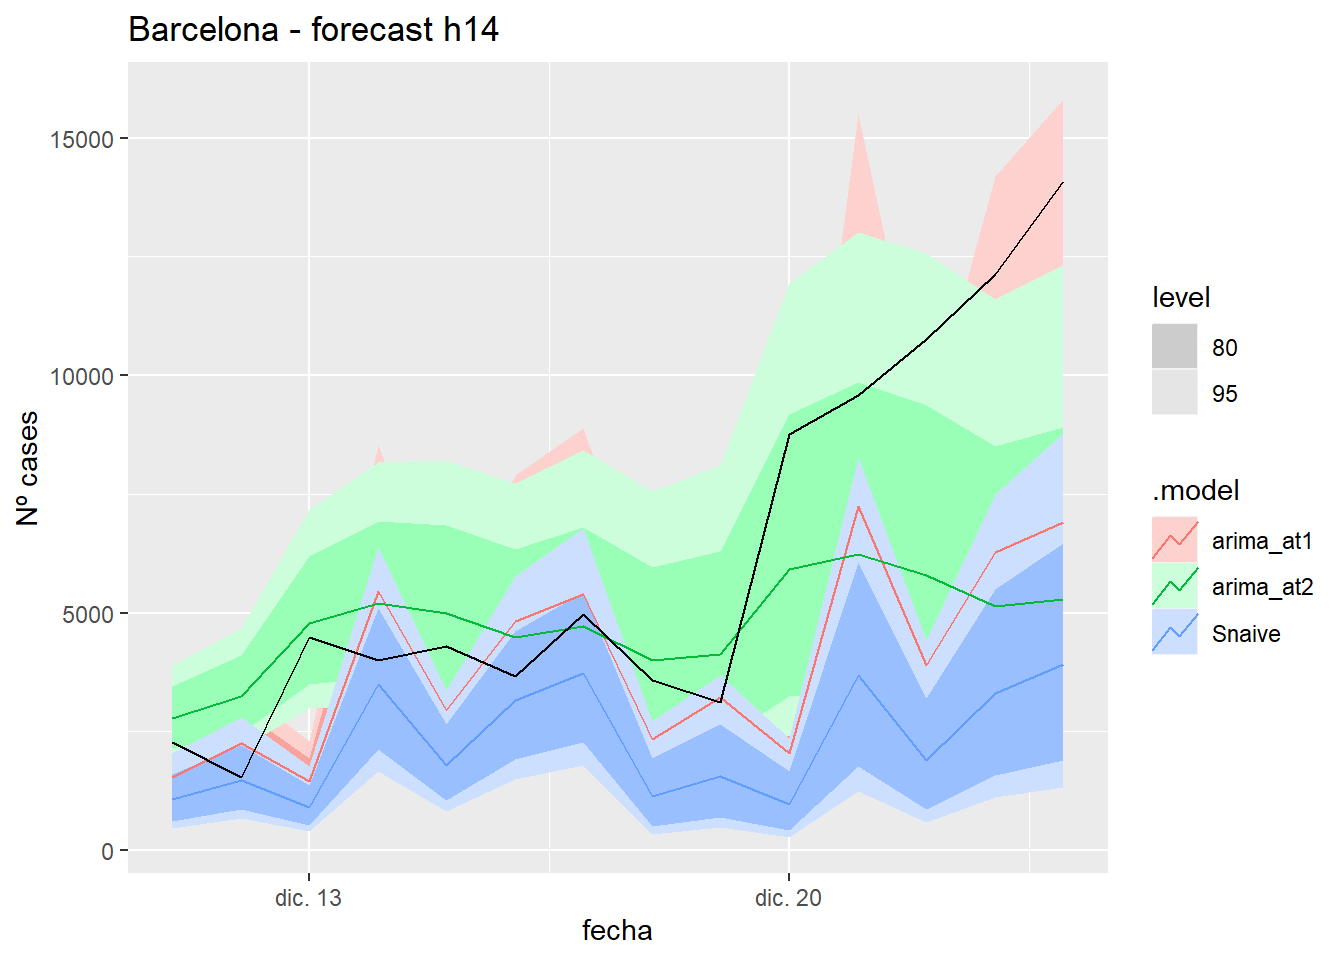 Barcelona - forecast h14
Nº cases
15000
10000
5000
0
dic. 13
dic. 20
fecha
level
80
95
.model
arima_at1
arima_at2
Snaive